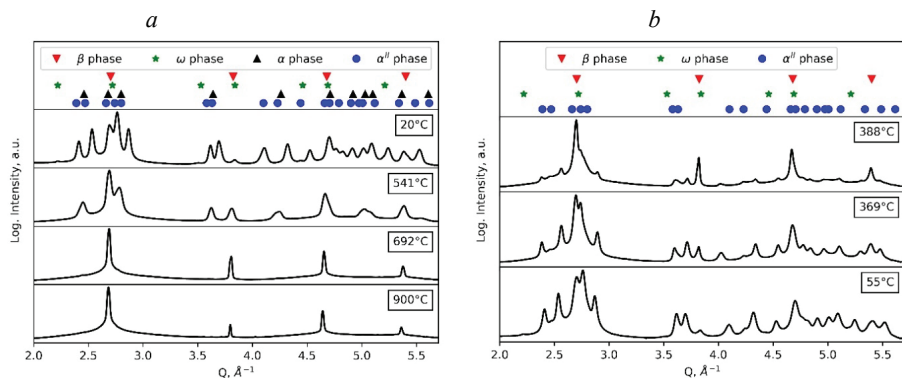 a
β phase ω phase α phase α'' phase
20°C
541°C
692°C
900°C
Log. Intensity, a.u.
2.0 2.5 3.0 3.5 4.0 4.5 5.0 5.5
Q, Å⁻¹
b
β phase ω phase α'' phase
388°C
369°C
55°C
Log. Intensity, a.u.
2.0 2.5 3.0 3.5 4.0 4.5 5.0 5.5
Q, Å⁻¹